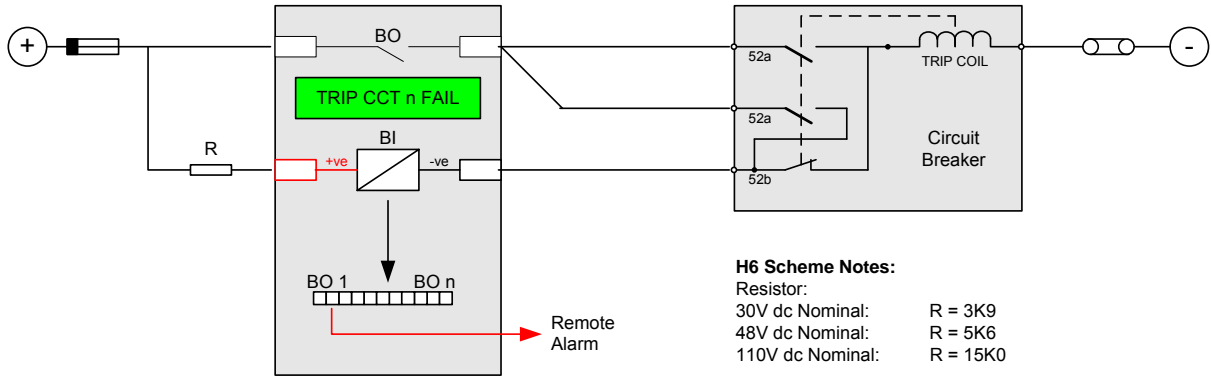 +
BO
TRIP CCT n FAIL
BI
R
+ve
-ve
BO 1
BO n
Remote
Alarm
52a
TRIP COIL
-
52a
Circuit
Breaker
52b
H6 Scheme Notes:
Resistor:
30V dc Nominal: R = 3K9
48V dc Nominal: R = 5K6
110V dc Nominal: R = 15K0